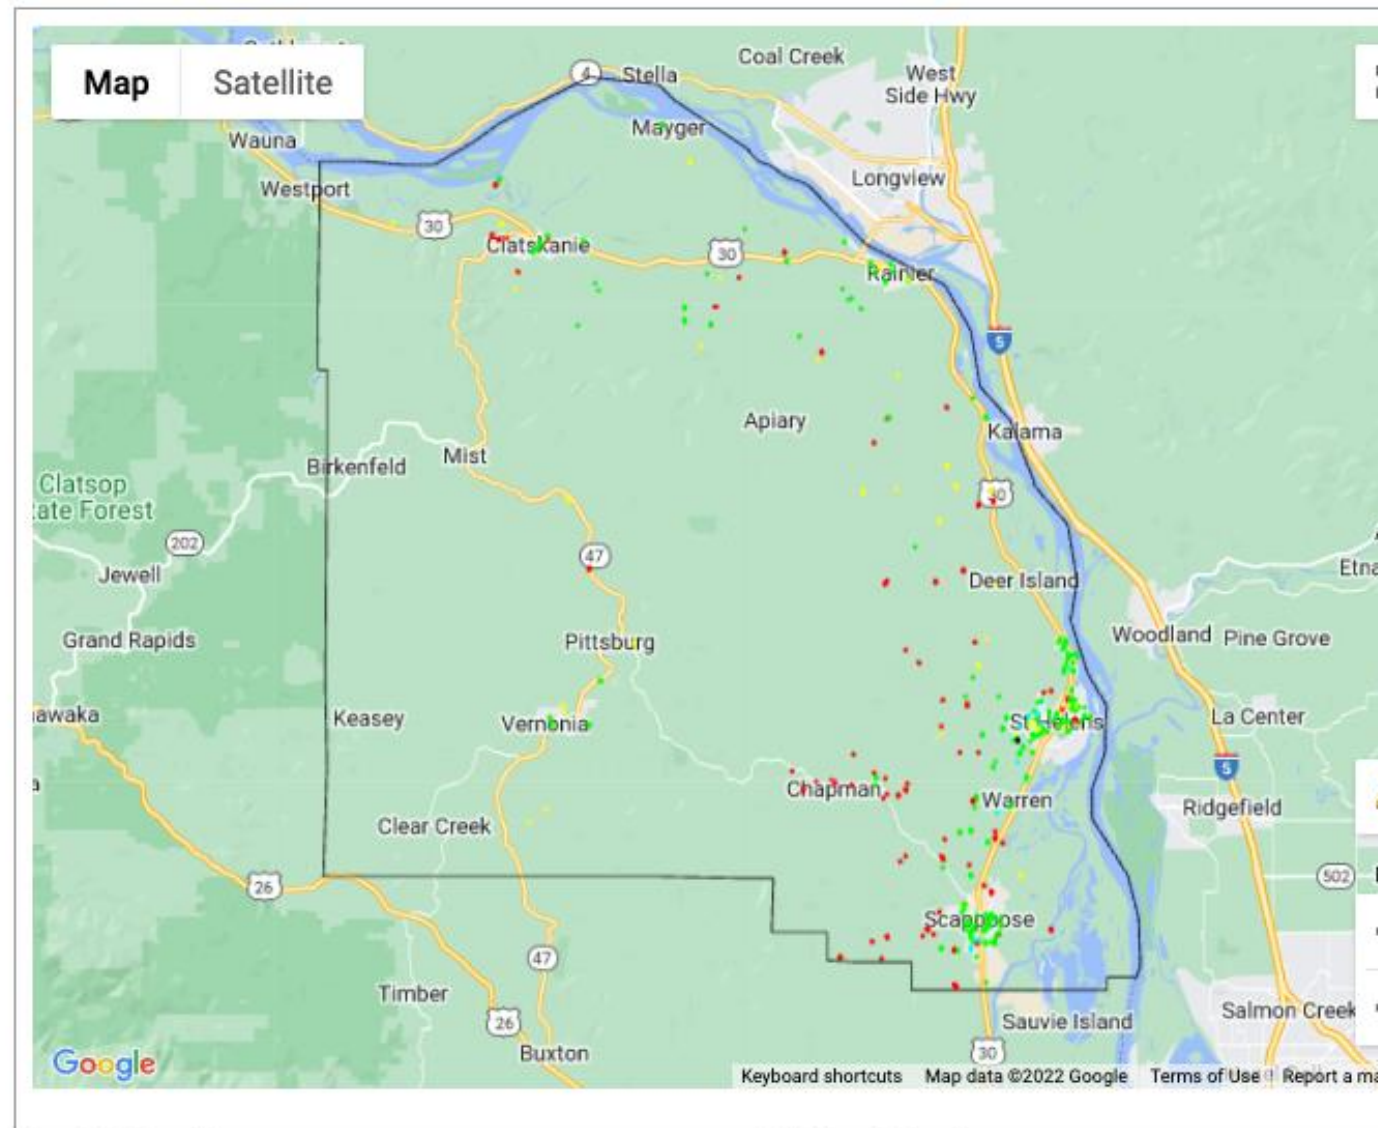 Map Satellite
Coal Creek
4 Stella
West
Side Hwy
Mayger
Wauna
Westport
Longview
30
Clatskanie
30
Rainier
5
Apiary
Kalama
Mist
Birkenfeld
Clatsop
ate Forest
30
202
47
Jewell
Deer Island
Etna
Grand Rapids
Pittsburg
Woodland
Pine Grove
awaka
Keasey
Vernonia
St Helens
La Center
5
a
Chapman
Warren
Ridgefield
Clear Creek
26
502
Scappoose
47
Timber
Salmon Creek
26
Sauvie Island
30
Buxton
Google
Keyboard shortcuts Map data ©2022 Google Terms of Use Report a ma